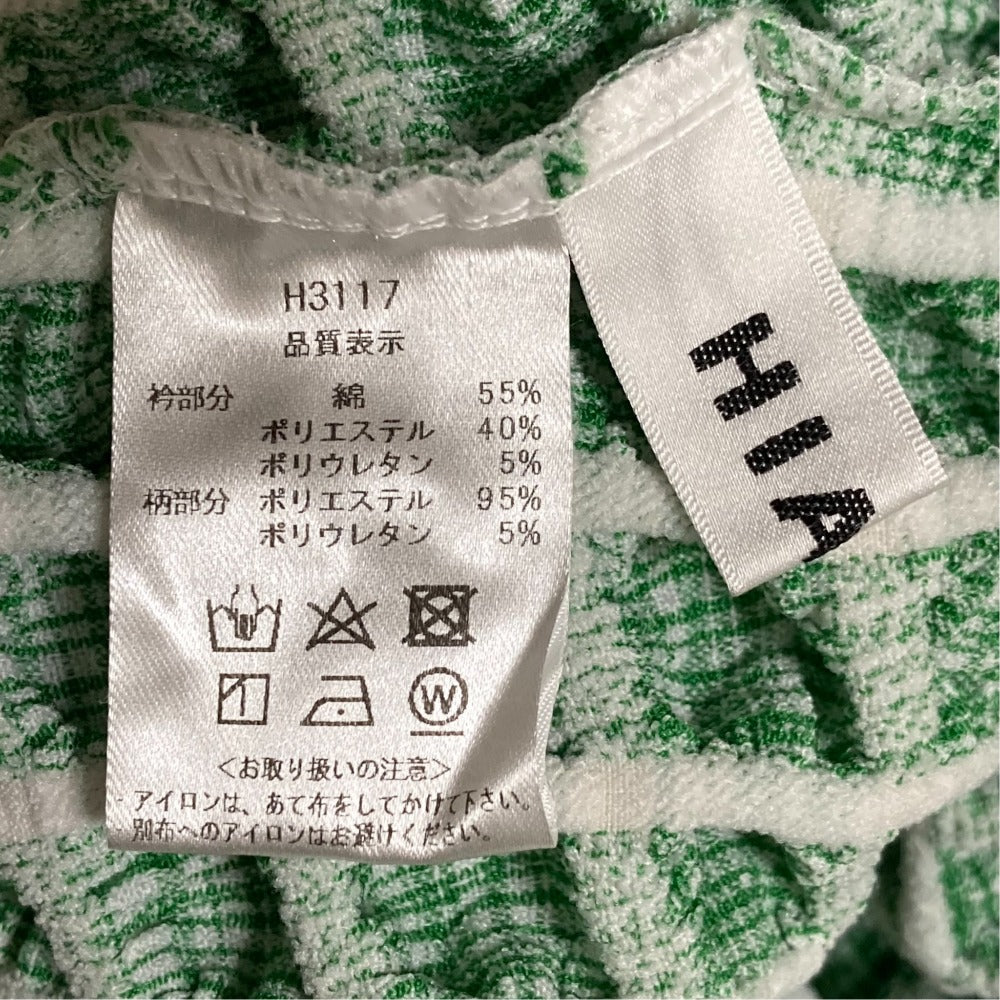 H3117
品質表示
衿部分 綿 55%
ポリエステル 40%
ポリウレタン 5%
柄部分 ポリエステル 95%
ポリウレタン 5%
W
<お取り扱いの注意>
アイロンは、あて布をしてかけて下さい。
別布へのアイロンはお避けください。
HIA